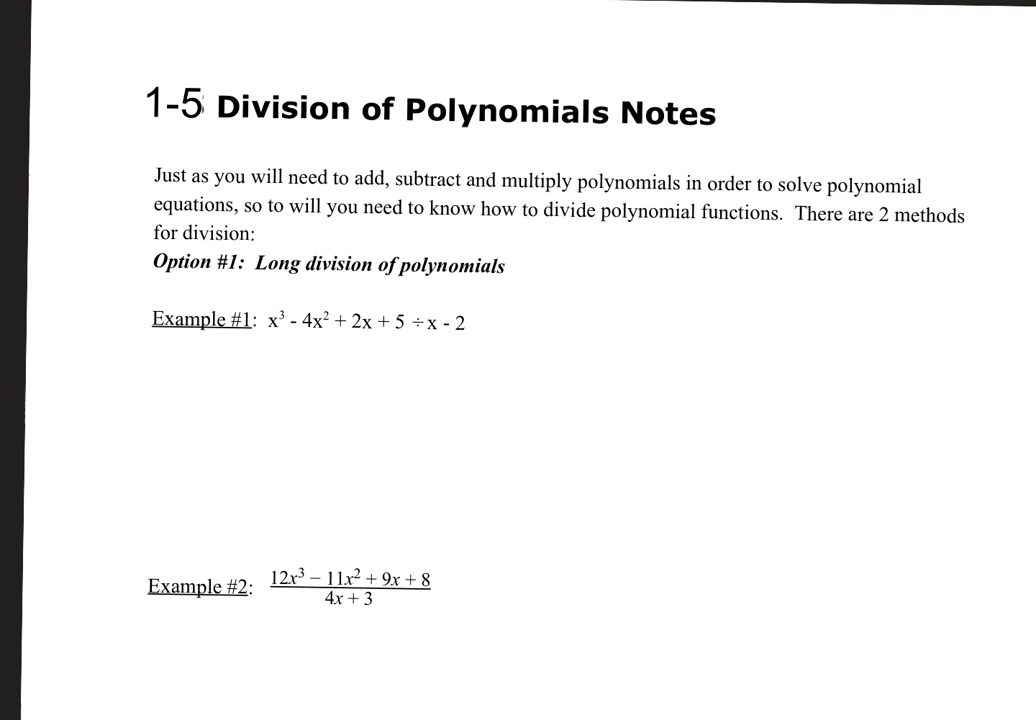 1-5 Division of Polynomials Notes
Just as you will need to add, subtract and multiply polynomials in order to solve polynomial
equations, so to will you need to know how to divide polynomial functions.  There are 2 methods
for division:
Option #1:  Long division of polynomials
Example #1:  x³ - 4x² + 2x + 5 ÷ x - 2
Example #2:  12x³ – 11x² + 9x + 8
4x + 3